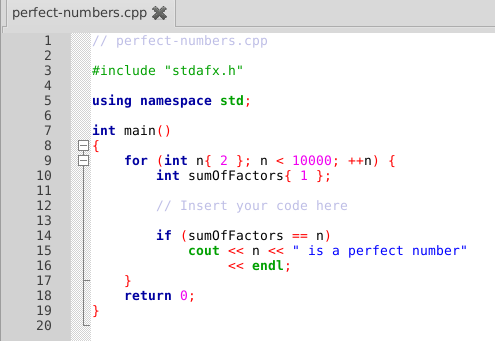 perfect-numbers.cpp
1 // perfect-numbers.cpp
2
3 #include "stdafx.h"
4
5 using namespace std;
6
7 int main()
8 {
9     for (int n{ 2 }; n < 10000; ++n) {
10         int sumOfFactors{ 1 };
11
12         // Insert your code here
13
14         if (sumOfFactors == n)
15             cout << n << " is a perfect number"
16                  << endl;
17     }
18     return 0;
19 }
20